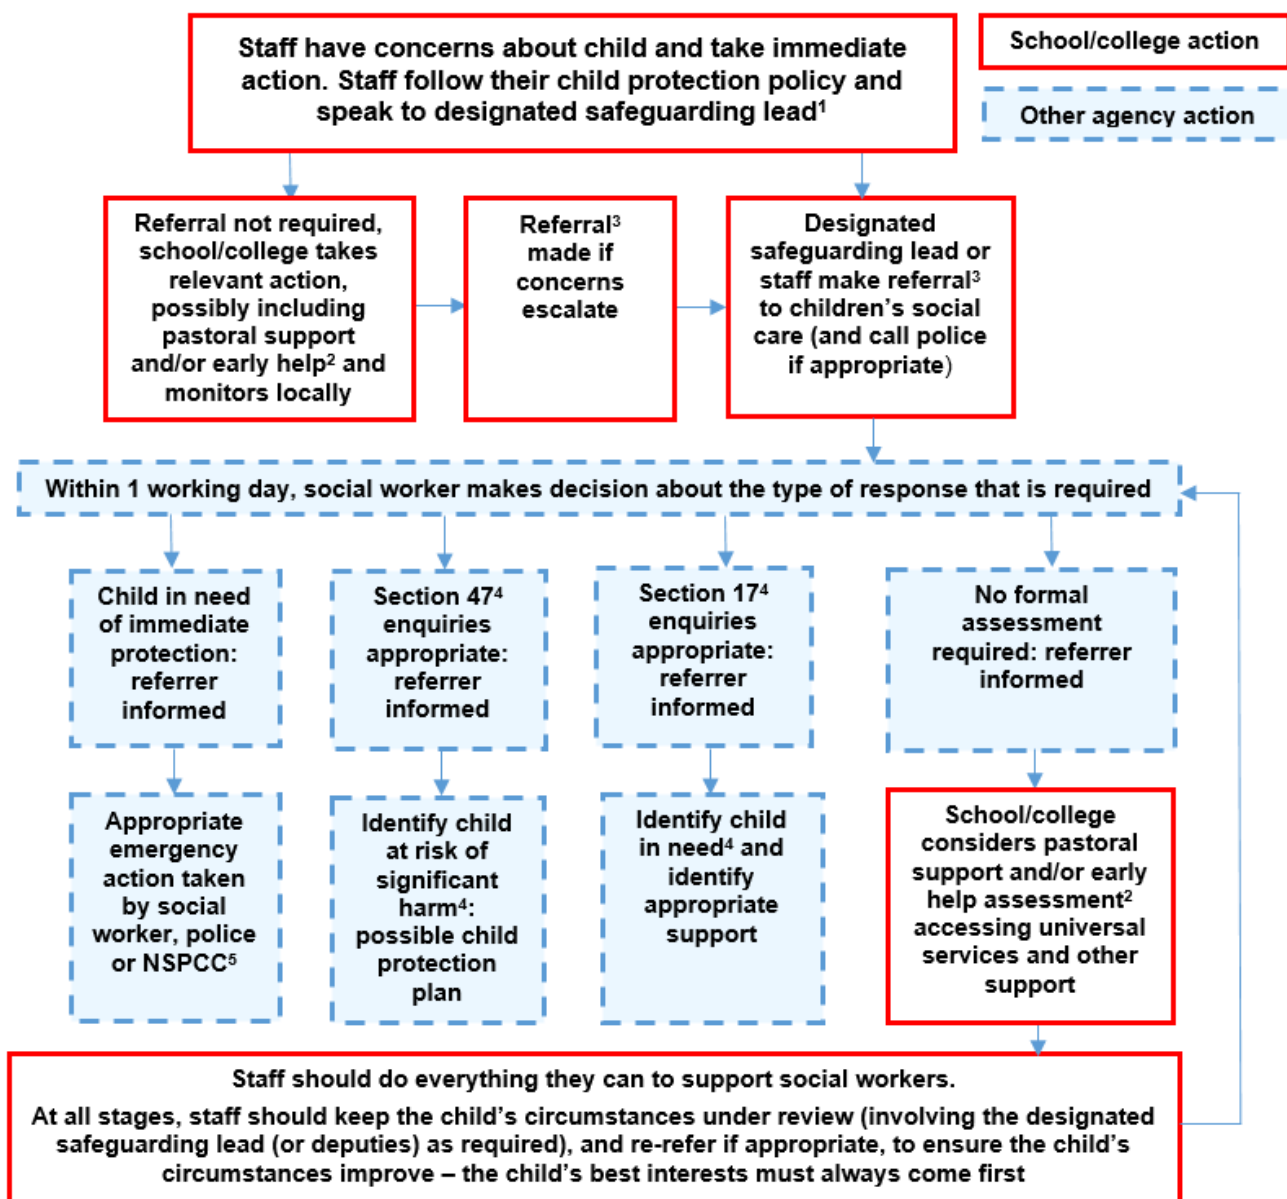 Staff have concerns about child and take immediate
action. Staff follow their child protection policy and
speak to designated safeguarding lead¹
School/college action
Other agency action
Referral not required,
school/college takes
relevant action,
possibly including
pastoral support
and/or early help² and
monitors locally
Referral³
made if
concerns
escalate
Designated
safeguarding lead or
staff make referral³
to children's social
care (and call police
if appropriate)
Within 1 working day, social worker makes decision about the type of response that is required
Child in need
of immediate
protection:
referrer
informed
Section 47⁴
enquiries
appropriate:
referrer
informed
Section 17⁴
enquiries
appropriate:
referrer
informed
No formal
assessment
required: referrer
informed
Appropriate
emergency
action taken
by social
worker, police
or NSPCC⁵
Identify child
at risk of
significant
harm⁴:
possible child
protection
plan
Identify child
in need⁴ and
identify
appropriate
support
School/college
considers pastoral
support and/or early
help assessment²
accessing universal
services and other
support
Staff should do everything they can to support social workers.
At all stages, staff should keep the child's circumstances under review (involving the designated
safeguarding lead (or deputies) as required), and re-refer if appropriate, to ensure the child's
circumstances improve – the child's best interests must always come first